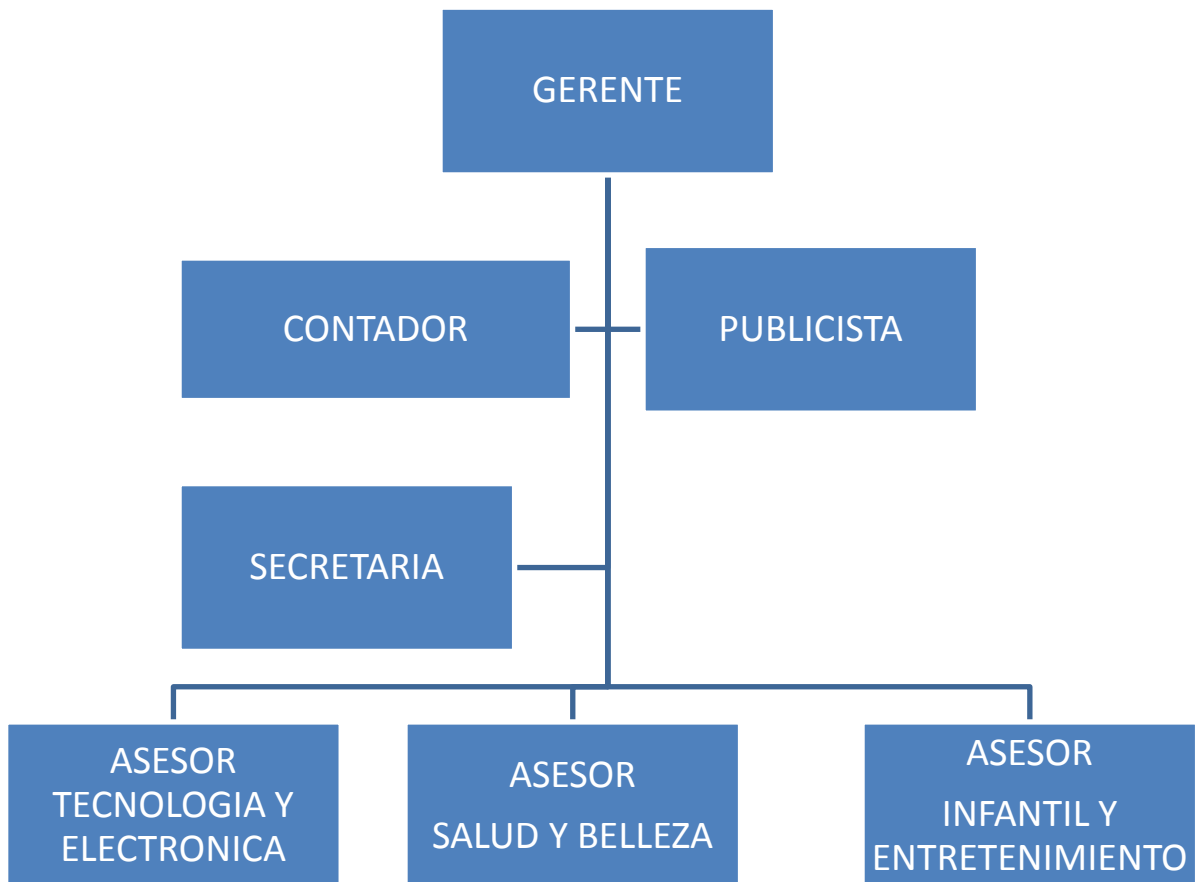 GERENTE
CONTADOR
PUBLICISTA
SECRETARIA
ASESOR
TECNOLOGIA Y
ELECTRONICA
ASESOR
SALUD Y BELLEZA
ASESOR
INFANTIL Y
ENTRETENIMIENTO